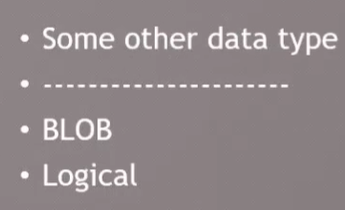 • Some other data type
• ----------------------
• BLOB
• Logical